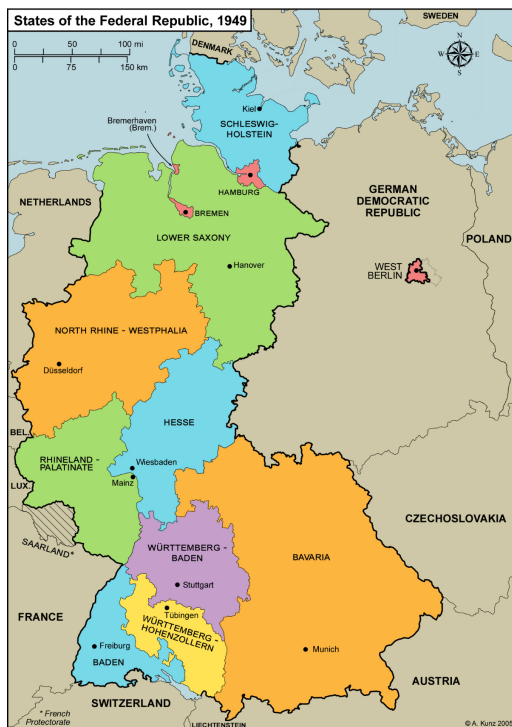 States of the Federal Republic, 1949
0 50 100 mi
0 75 150 km
SWEDEN
DENMARK
N
W E
S
Kiel
SCHLESWIG-
HOLSTEIN
Bremerhaven
(Brem.)
HAMBURG
NETHERLANDS
GERMAN
DEMOCRATIC
REPUBLIC
BREMEN
LOWER SAXONY
POLAND
Hanover
WEST
BERLIN
NORTH RHINE - WESTPHALIA
Düsseldorf
HESSE
BEL.
RHINELAND -
PALATINATE
Wiesbaden
Mainz
LUX.
CZECHOSLOVAKIA
SAARLAND*
WÜRTTEMBERG -
BADEN
BAVARIA
Stuttgart
FRANCE
Tübingen
WÜRTTEMBERG -
HOHENZOLLERN
Freiburg
BADEN
Munich
AUSTRIA
SWITZERLAND
* French
Protectorate
LIECHTENSTEIN
© A. Kunz 2005